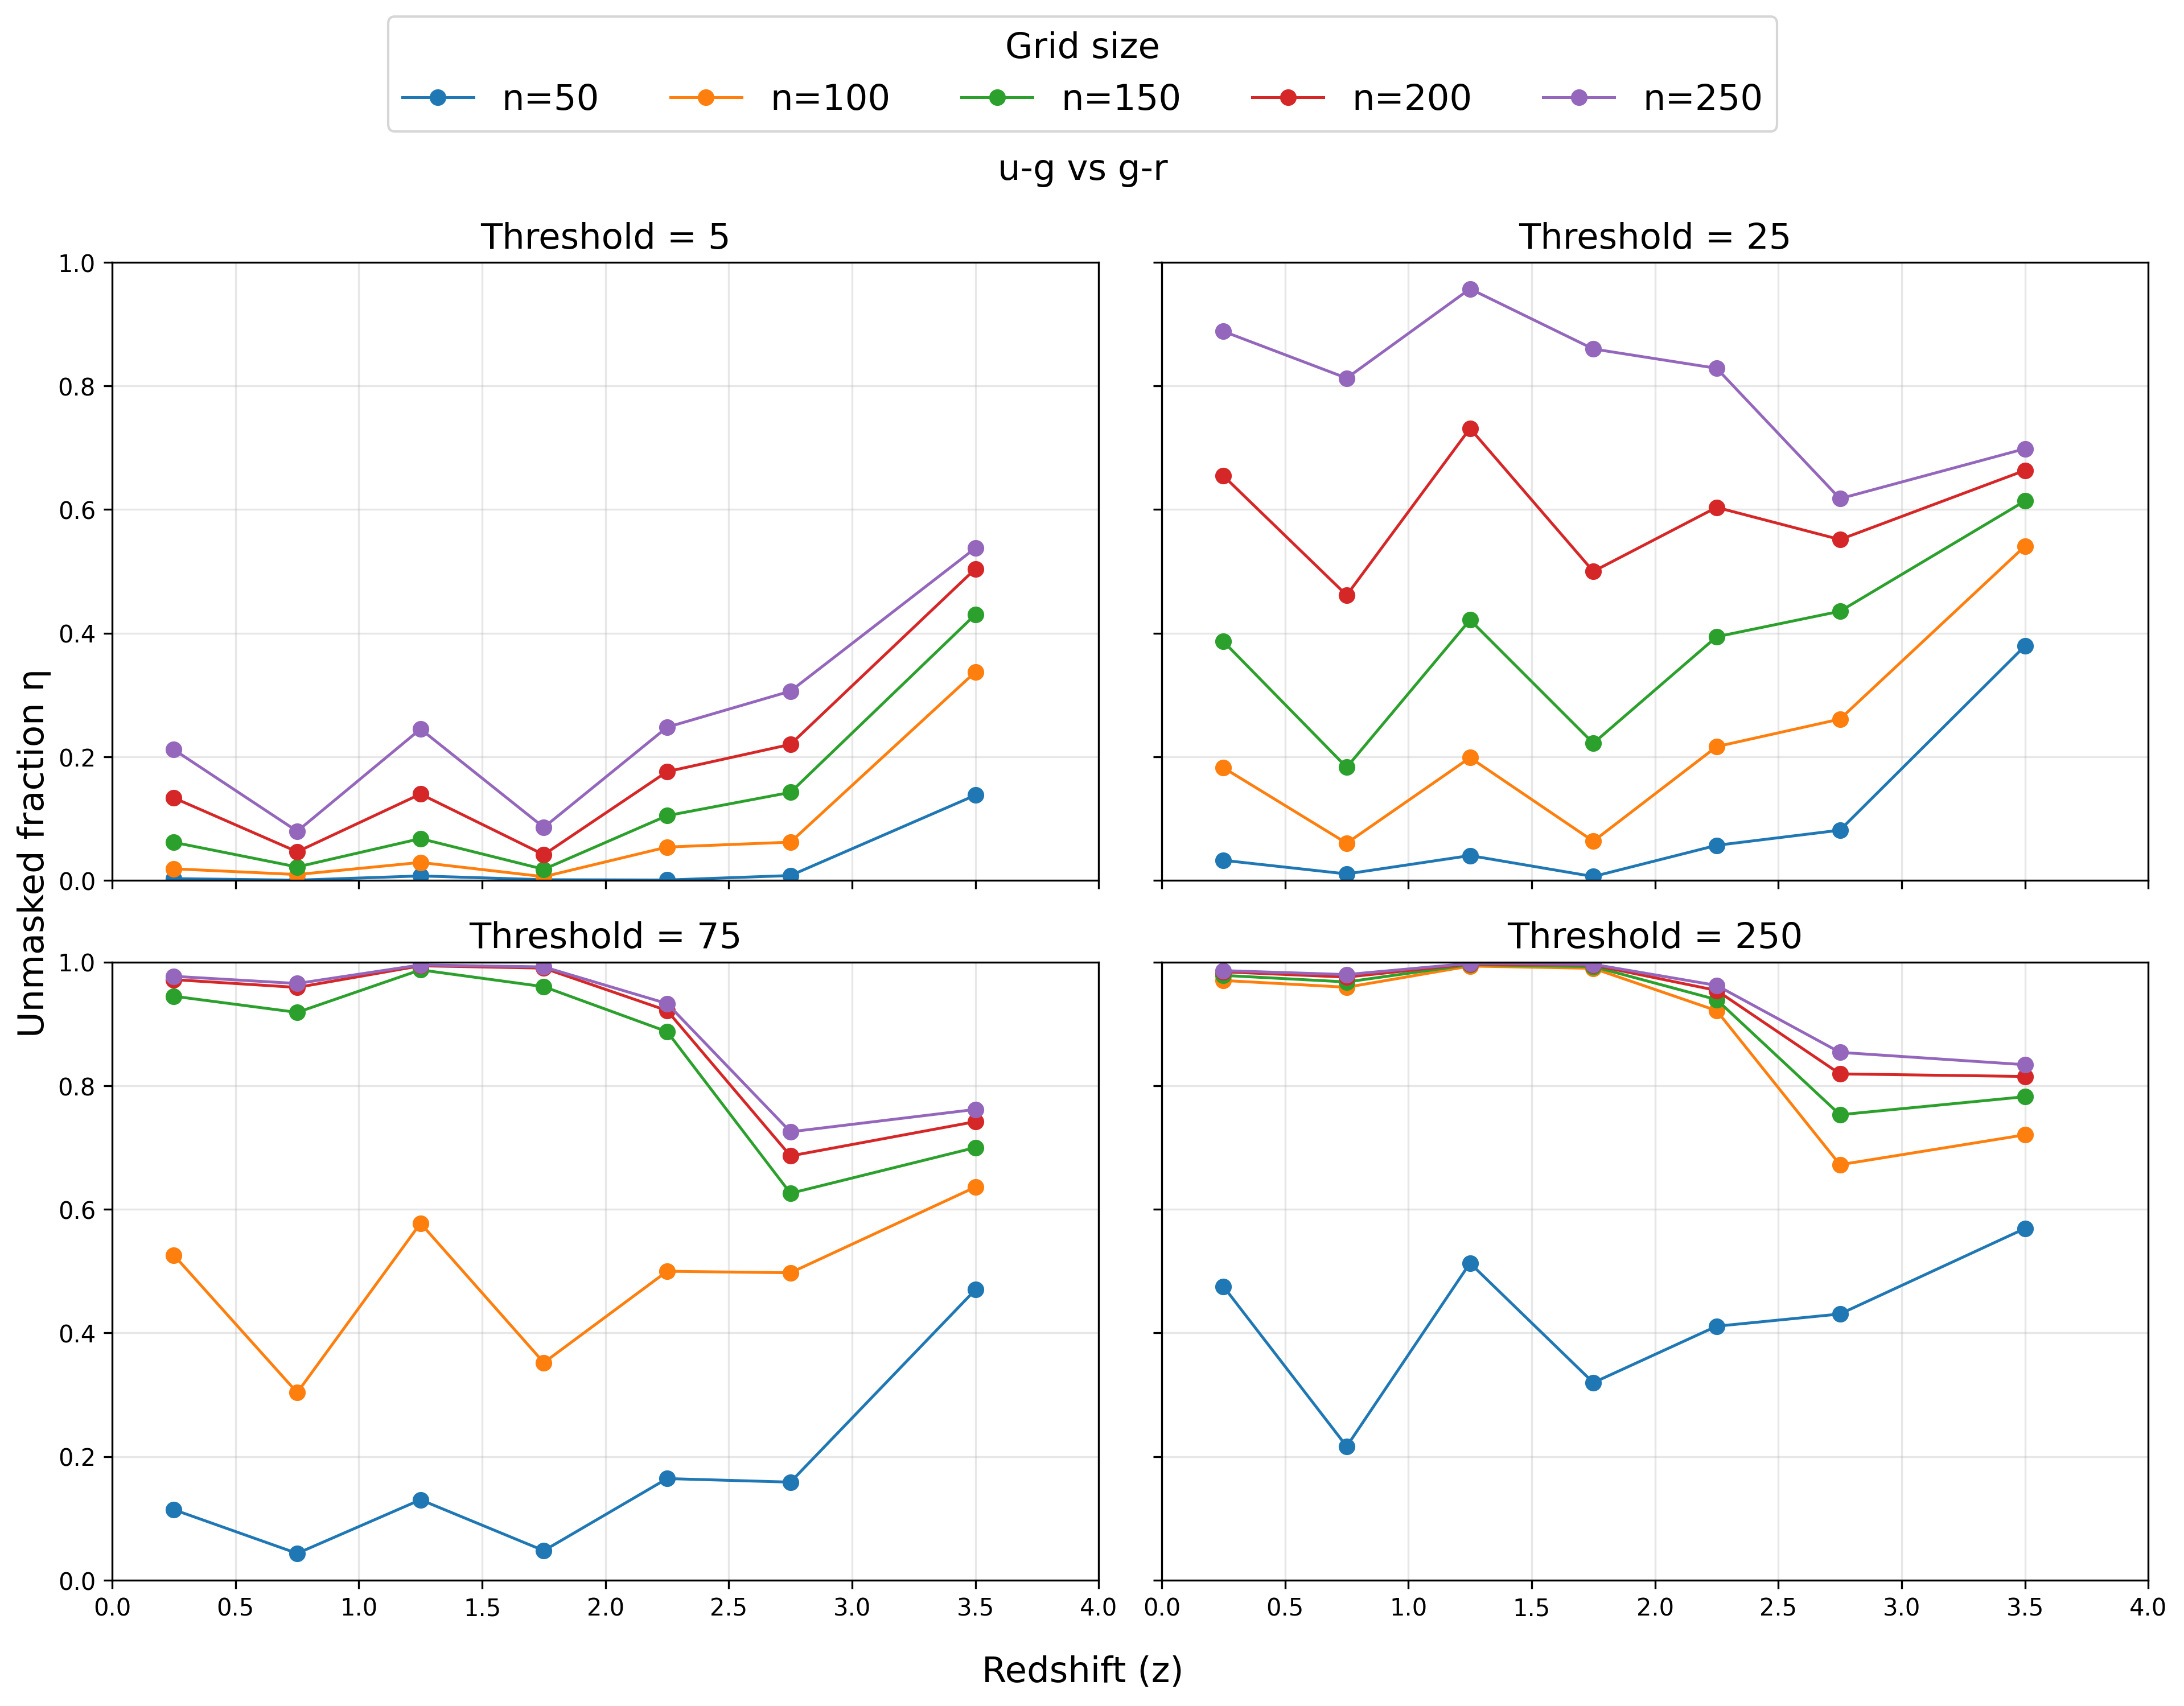 Grid size
n=50 n=100 n=150 n=200 n=250
u-g vs g-r
Threshold = 5 Threshold = 25
1.0
0.8
0.6
0.4
0.2
0.0
Unmasked fraction η
Threshold = 75 Threshold = 250
1.0
0.8
0.6
0.4
0.2
0.0
0.0 0.5 1.0 1.5 2.0 2.5 3.0 3.5 4.0 0.0 0.5 1.0 1.5 2.0 2.5 3.0 3.5 4.0
Redshift (z)